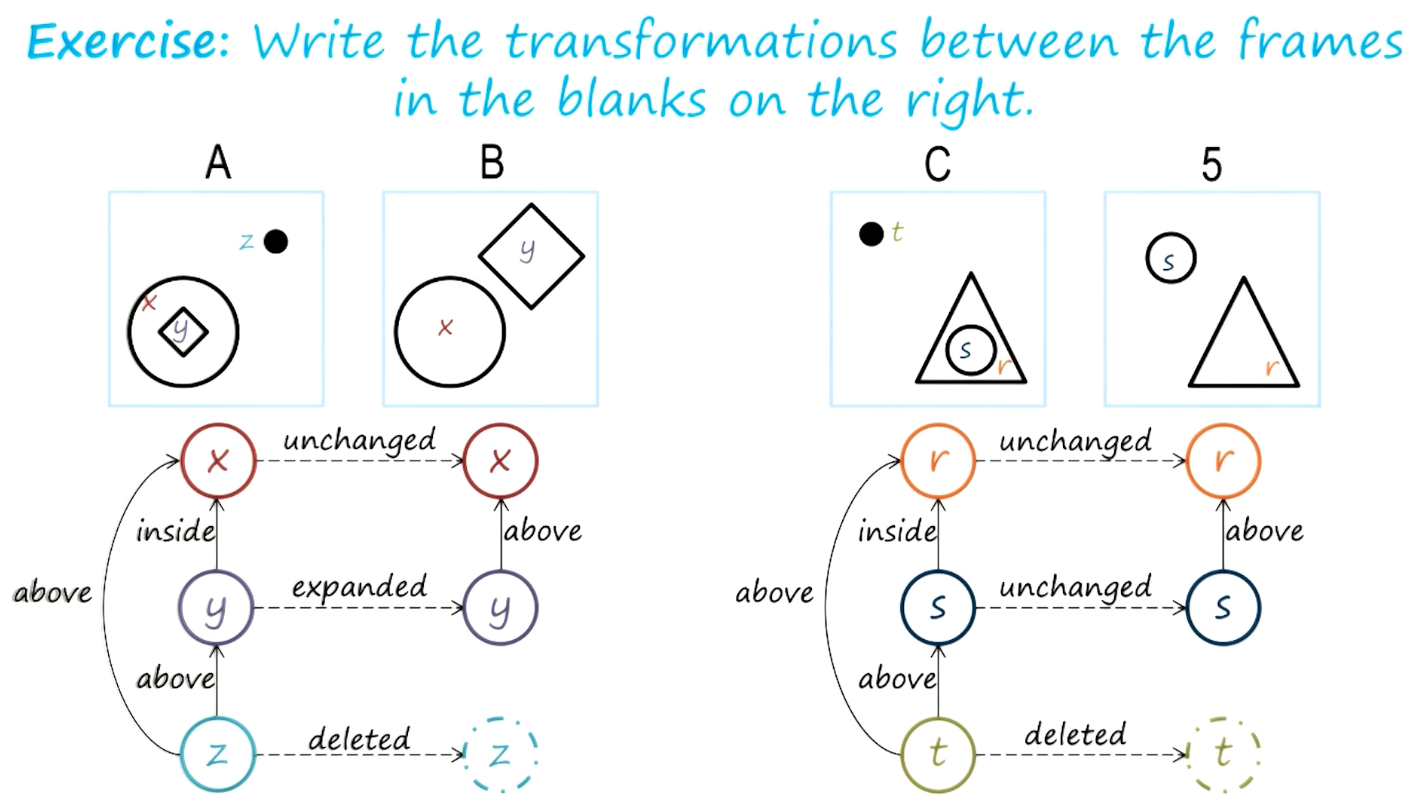 Exercise: Write the transformations between the frames
in the blanks on the right.
A B C 5
z y t s
x y x s r r
x unchanged x r unchanged r
inside above inside above
above y expanded y above s unchanged s
above above
z deleted z t deleted t